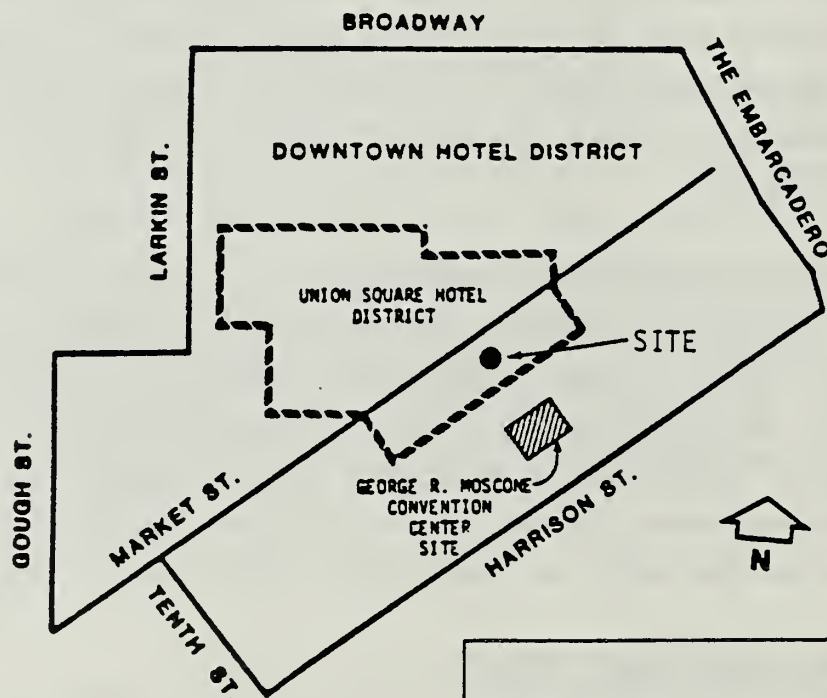 BROADWAY
THE EMBARCADERO
LARKIN ST.
DOWNTOWN HOTEL DISTRICT
UNION SQUARE HOTEL
DISTRICT
SITE
GOUGH ST.
MARKET ST.
GEORGE R. MOSCONE
CONVENTION
CENTER
SITE
HARRISON ST.
N
TENTH ST